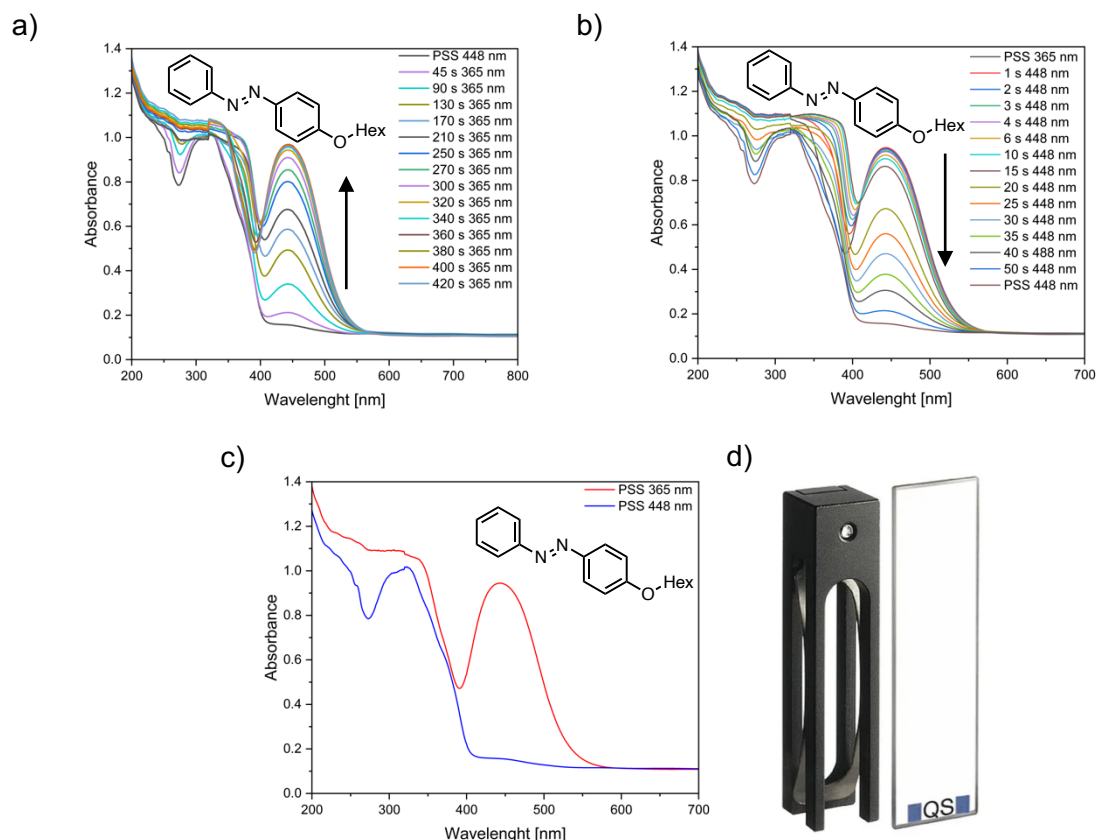 a)
1.4
1.2
1.0
0.8
0.6
0.4
0.2
0.0
Absorbance
200 300 400 500 600 700 800
Wavelenght [nm]
N N
O Hex
PSS 448 nm
45 s 365 nm
90 s 365 nm
130 s 365 nm
170 s 365 nm
210 s 365 nm
250 s 365 nm
270 s 365 nm
300 s 365 nm
320 s 365 nm
340 s 365 nm
360 s 365 nm
380 s 365 nm
400 s 365 nm
420 s 365 nm
b)
1.4
1.2
1.0
0.8
0.6
0.4
0.2
0.0
Absorbance
200 300 400 500 600 700
Wavelenght [nm]
N N
O Hex
PSS 365 nm
1 s 448 nm
2 s 448 nm
3 s 448 nm
4 s 448 nm
6 s 448 nm
10 s 448 nm
15 s 448 nm
20 s 448 nm
25 s 448 nm
30 s 448 nm
35 s 448 nm
40 s 488 nm
50 s 448 nm
PSS 448 nm
c)
1.4
1.2
1.0
0.8
0.6
0.4
0.2
0.0
Absorbance
200 300 400 500 600 700
Wavelenght [nm]
PSS 365 nm
PSS 448 nm
N N
O Hex
d)
QS